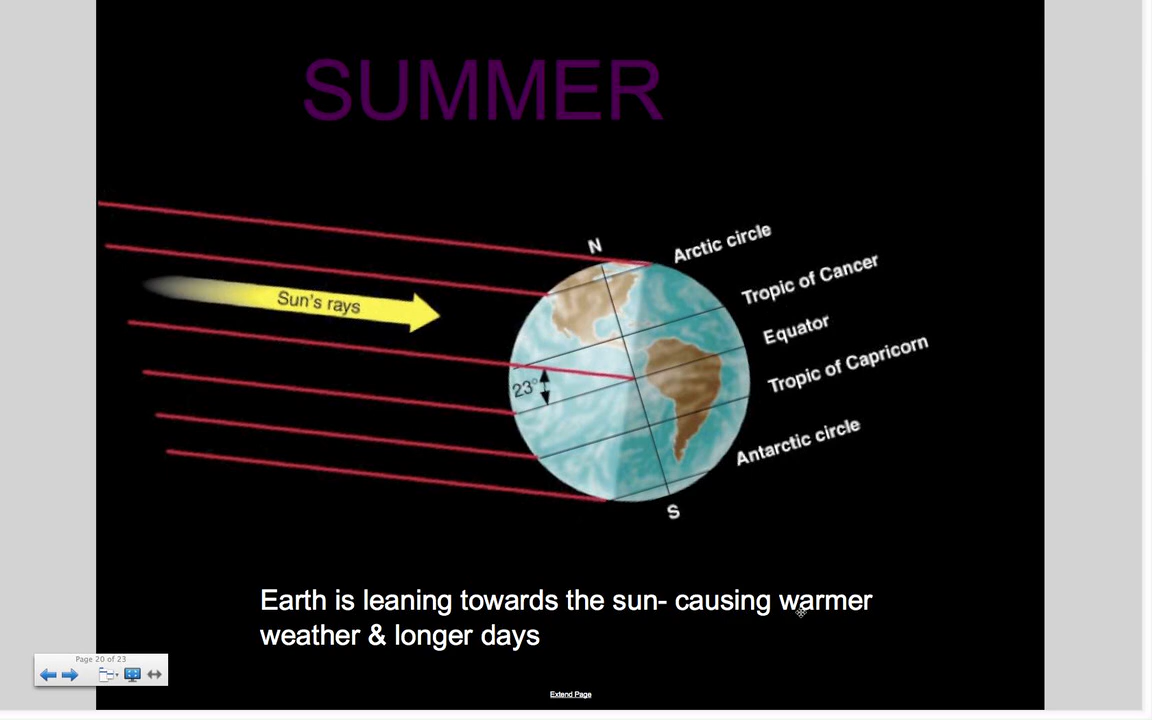 SUMMER
N
Arctic circle
Tropic of Cancer
Sun's rays
Equator
Tropic of Capricorn
23°
Antarctic circle
S
Earth is leaning towards the sun- causing warmer
weather & longer days
Page 20 of 23
Extend Page